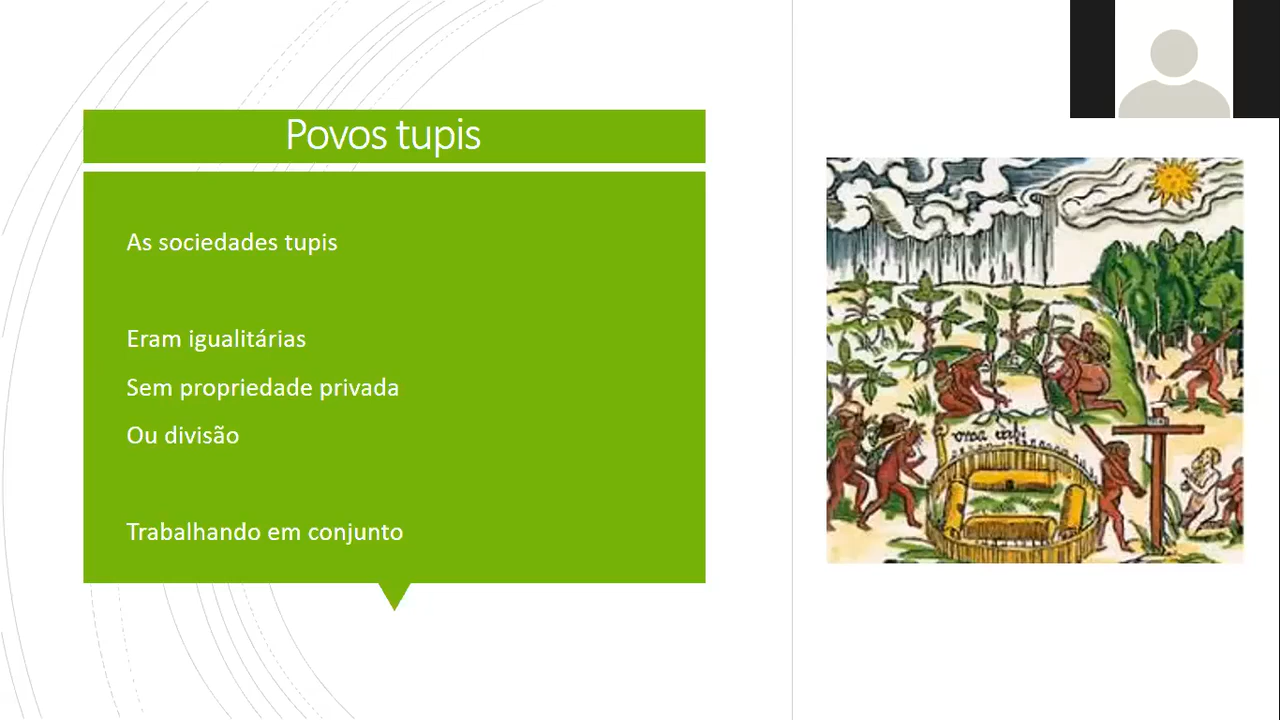 Povos tupis
As sociedades tupis
Eram igualitárias
Sem propriedade privada
Ou divisão
Trabalhando em conjunto